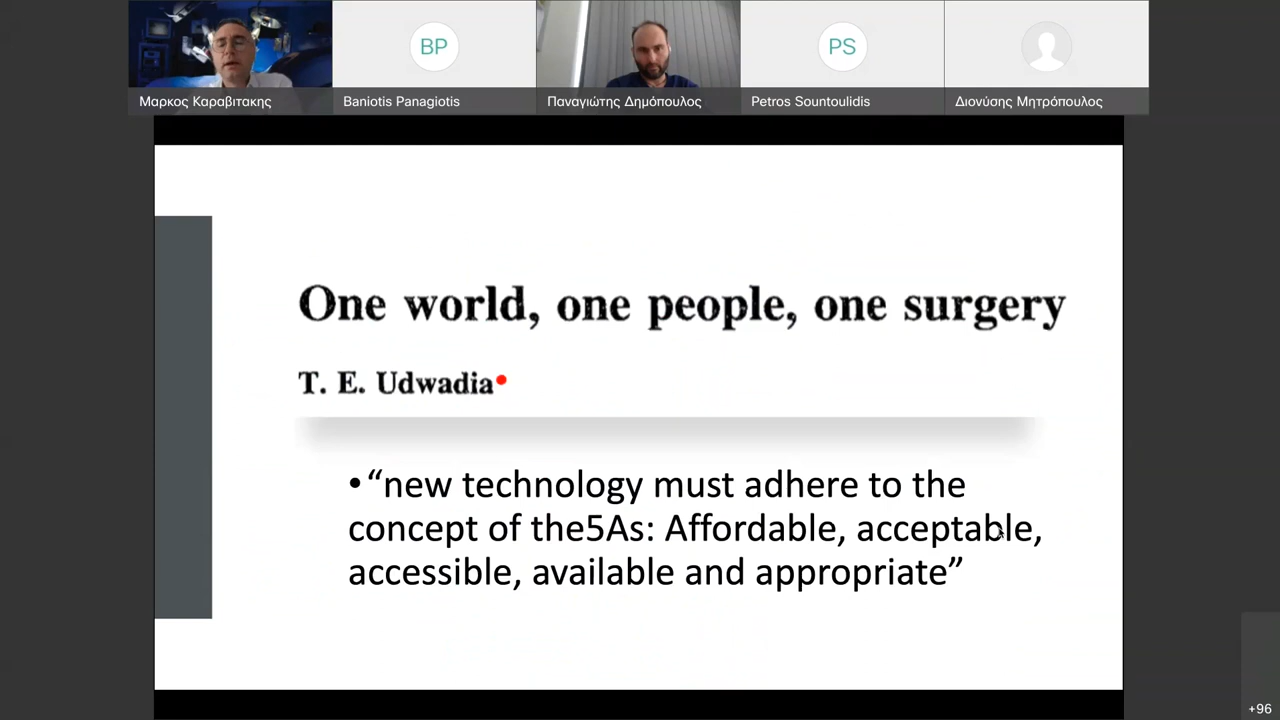 BP
PS
Μαρκος Καραβιτακης
Baniotis Panagiotis
Παναγιώτης Δημόπουλος
Petros Sountoulidis
Διονύσης Μητρόπουλος
One world, one people, one surgery
T. E. Udwadia
•“new technology must adhere to the
concept of the5As: Affordable, acceptable,
accessible, available and appropriate”
+96